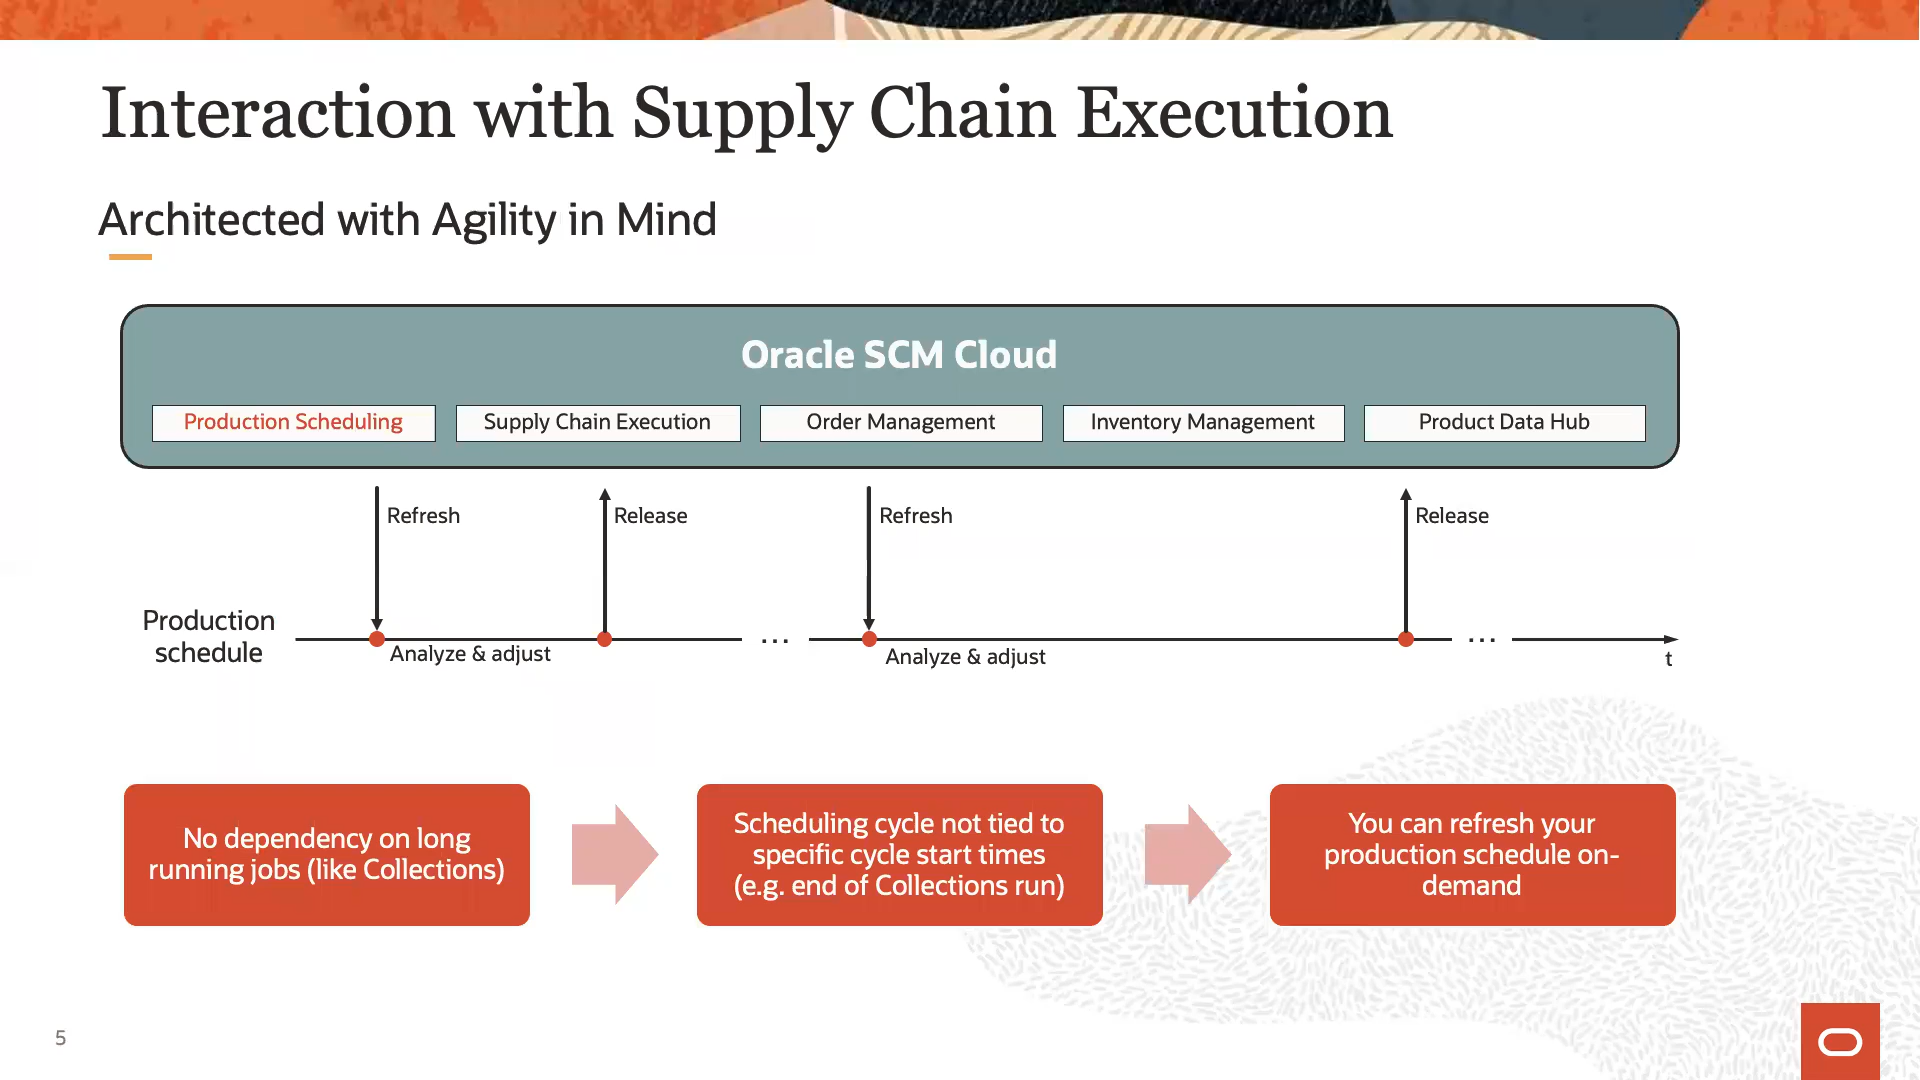 Interaction with Supply Chain Execution
Architected with Agility in Mind
Oracle SCM Cloud
Production Scheduling
Supply Chain Execution
Order Management
Inventory Management
Product Data Hub
Refresh
Release
Refresh
Release
Production
schedule
Analyze & adjust
...
Analyze & adjust
...
t
No dependency on long
running jobs (like Collections)
Scheduling cycle not tied to
specific cycle start times
(e.g. end of Collections run)
You can refresh your
production schedule on-
demand
5